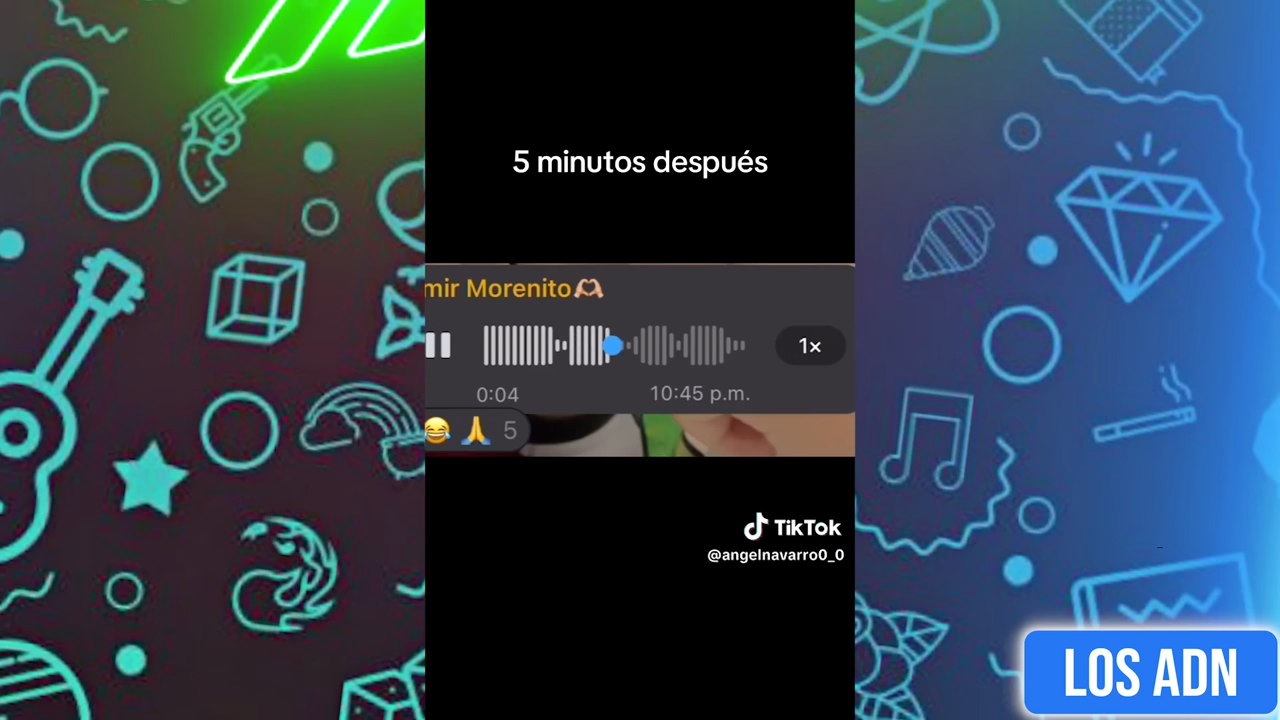 5 minutos después
mir Morenito🫶🏼
1×
0:04
10:45 p.m.
😂 🙏 5
TikTok
@angelnavarro0_0
LOS ADN